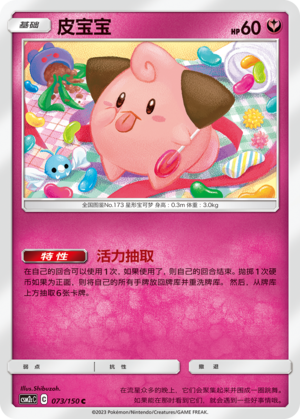 基础
皮宝宝
HP60
全国图鉴No.173 星形宝可梦 身高：0.3m 体重：3.0kg
特性 活力抽取
在自己的回合可以使用1次，如果使用了，则自己的回合结束。抛掷1次硬
币如果为正面，则将自己的所有手牌放回牌库并重洗牌库。然后，从牌库
上方抽取6张卡牌。
弱点 抗性 撤退
Illus.Shibuzoh.
CSM2c C G 073/150 C
在流星众多的晚上，它们会聚集起来并围成一圈跳舞。
©2023 Pokémon/Nintendo/Creatures/GAME FREAK.